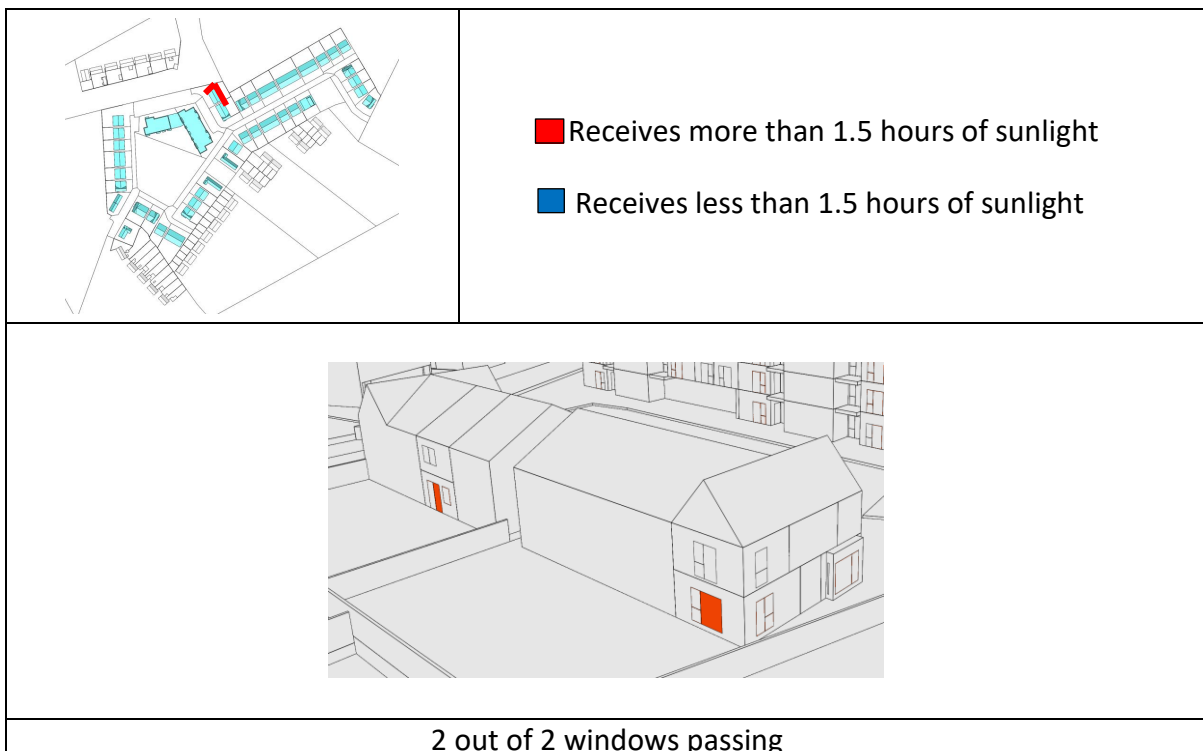 Receives more than 1.5 hours of sunlight
Receives less than 1.5 hours of sunlight
2 out of 2 windows passing